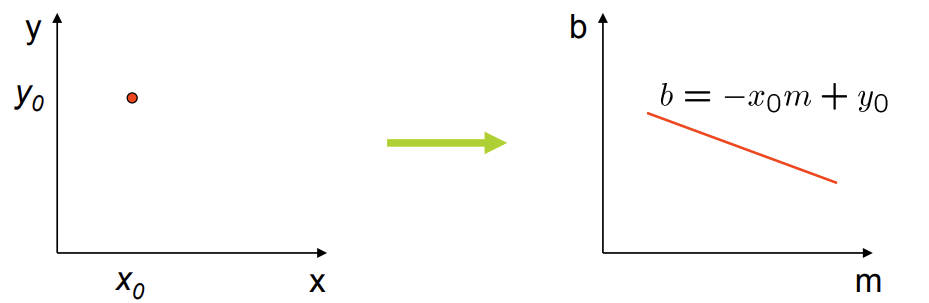 y
y₀
x₀
x
b
b = −x₀m + y₀
m